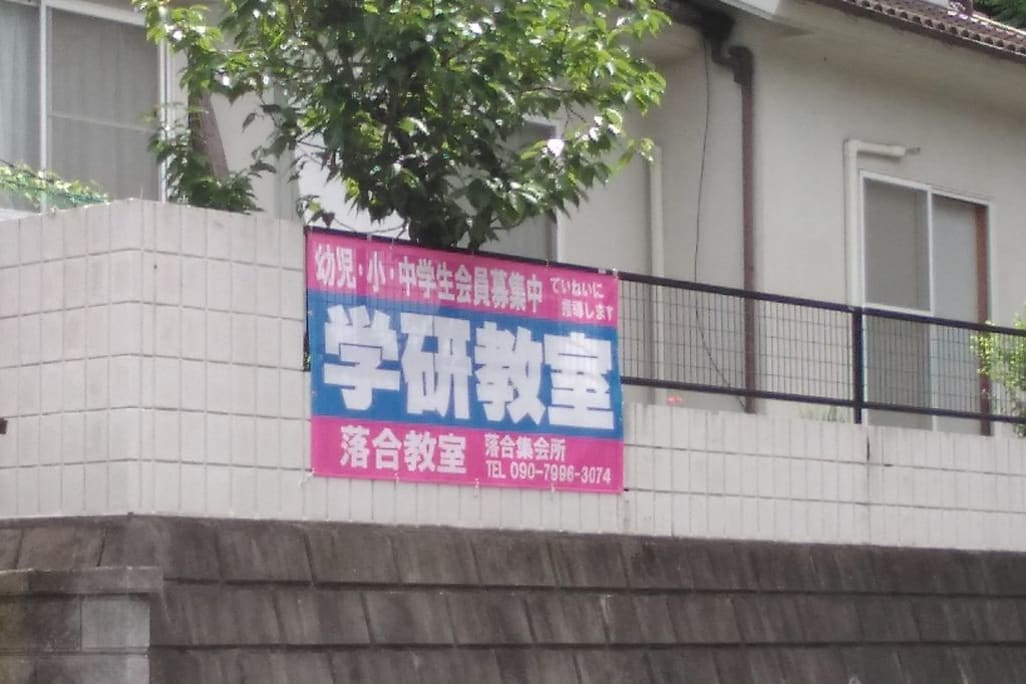 幼児・小・中学生会員募集中
ていねいに
指導します
学研教室
落合教室
落合集会所
TEL 090-7996-3074